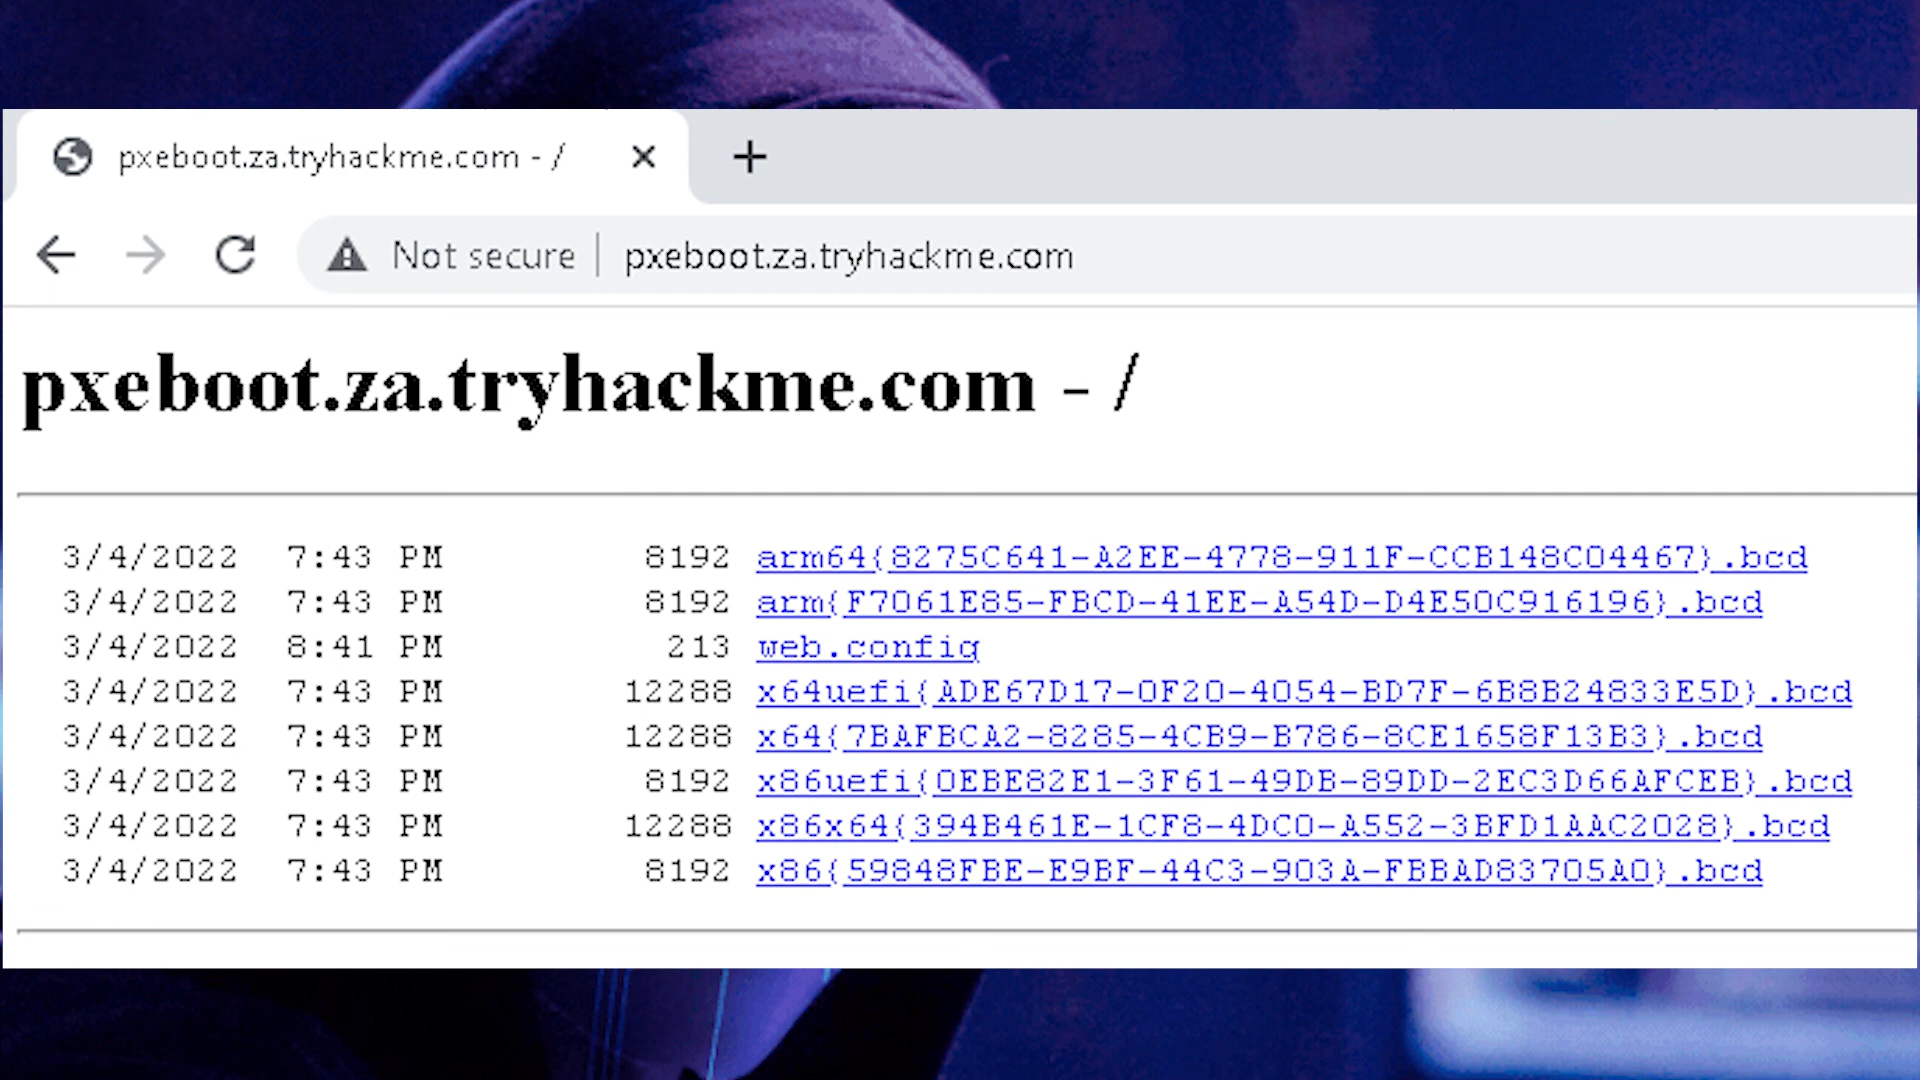 pxeboot.za.tryhackme.com - /
Not secure pxeboot.za.tryhackme.com
pxeboot.za.tryhackme.com - /
3/4/2022 7:43 PM 8192 arm64{8275C641-A2EE-4778-911F-CCB148C04467}.bcd
3/4/2022 7:43 PM 8192 arm{F7061E85-FBCD-41EE-A54D-D4E50C916196}.bcd
3/4/2022 8:41 PM 213 web.config
3/4/2022 7:43 PM 12288 x64uefi{ADE67D17-0F20-4054-BD7F-6B8B24833E5D}.bcd
3/4/2022 7:43 PM 12288 x64{7BAFBCA2-8285-4CB9-B786-8CE1658F13B3}.bcd
3/4/2022 7:43 PM 8192 x86uefi{0EBE82E1-3F61-49DB-89DD-2EC3D66AFCEB}.bcd
3/4/2022 7:43 PM 12288 x86x64{394B461E-1CF8-4DC0-A552-3BFD1AAC2028}.bcd
3/4/2022 7:43 PM 8192 x86{59848FBE-E9BF-44C3-903A-FBBAD83705A0}.bcd